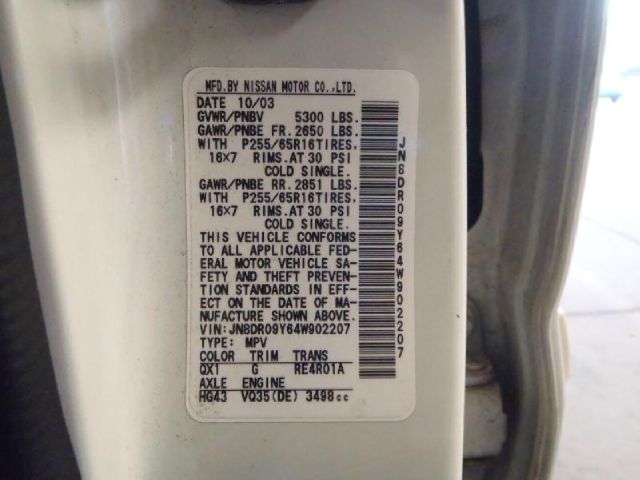 MFD.BY NISSAN MOTOR CO.,LTD.
DATE 10/03
GVWR/PNBV 5300 LBS.
GAWR/PNBE FR.2650 LBS.
WITH P255/65R16TIRES,
16×7 RIMS.AT 30 PSI
COLD SINGLE.
GAWR/PNBE RR.2851 LBS.
WITH P255/65R16TIRES,
16×7 RIMS.AT 30 PSI
COLD SINGLE.
THIS VEHICLE CONFORMS
TO ALL APPLICABLE FED-
ERAL MOTOR VEHICLE SA-
FETY AND THEFT PREVEN-
TION STANDARDS IN EFF-
ECT ON THE DATE OF MA-
NUFACTURE SHOWN ABOVE.
VIN:JN8DR09Y64W902207
TYPE: MPV
COLOR TRIM TRANS
QX1 G RE4R01A
AXLE ENGINE
HG43 VQ35(DE) 3498cc
JN8DR09Y64W902207